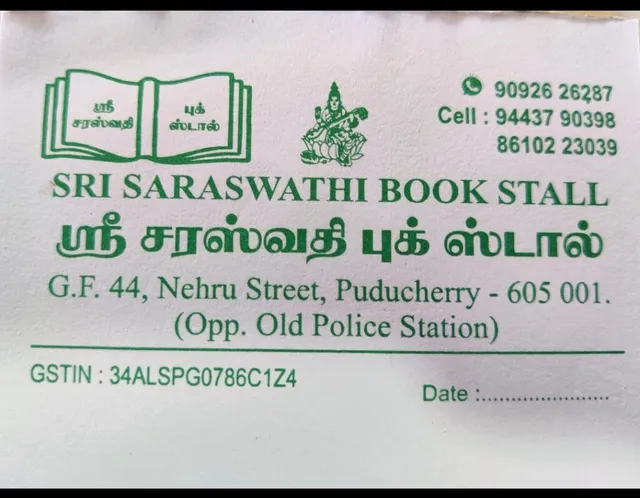 ஸ்ரீ சரஸ்வதி
புக் ஸ்டால்
90926 26287
Cell : 94437 90398
86102 23039
SRI SARASWATHI BOOK STALL
ஸ்ரீ சரஸ்வதி புக் ஸ்டால்
G.F. 44, Nehru Street, Puducherry - 605 001.
(Opp. Old Police Station)
GSTIN : 34ALSPG0786C1Z4
Date :......................